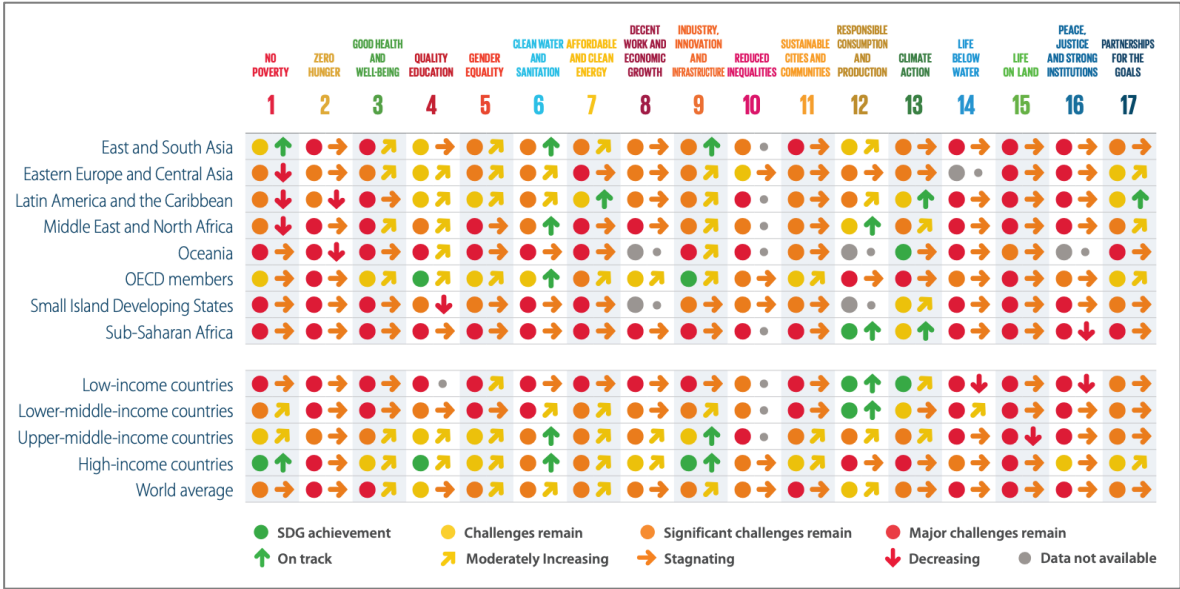 NO POVERTY
ZERO HUNGER
GOOD HEALTH AND WELL-BEING
QUALITY EDUCATION
GENDER EQUALITY
CLEAN WATER AND SANITATION
AFFORDABLE AND CLEAN ENERGY
DECENT WORK AND ECONOMIC GROWTH
INDUSTRY, INNOVATION AND INFRASTRUCTURE
REDUCED INEQUALITIES
SUSTAINABLE CITIES AND COMMUNITIES
RESPONSIBLE CONSUMPTION AND PRODUCTION
CLIMATE ACTION
LIFE BELOW WATER
LIFE ON LAND
PEACE, JUSTICE AND STRONG INSTITUTIONS
PARTNERSHIPS FOR THE GOALS
1 2 3 4 5 6 7 8 9 10 11 12 13 14 15 16 17
East and South Asia
Eastern Europe and Central Asia
Latin America and the Caribbean
Middle East and North Africa
Oceania
OECD members
Small Island Developing States
Sub-Saharan Africa
Low-income countries
Lower-middle-income countries
Upper-middle-income countries
High-income countries
World average
SDG achievement Challenges remain Significant challenges remain Major challenges remain
On track Moderately Increasing Stagnating Decreasing Data not available